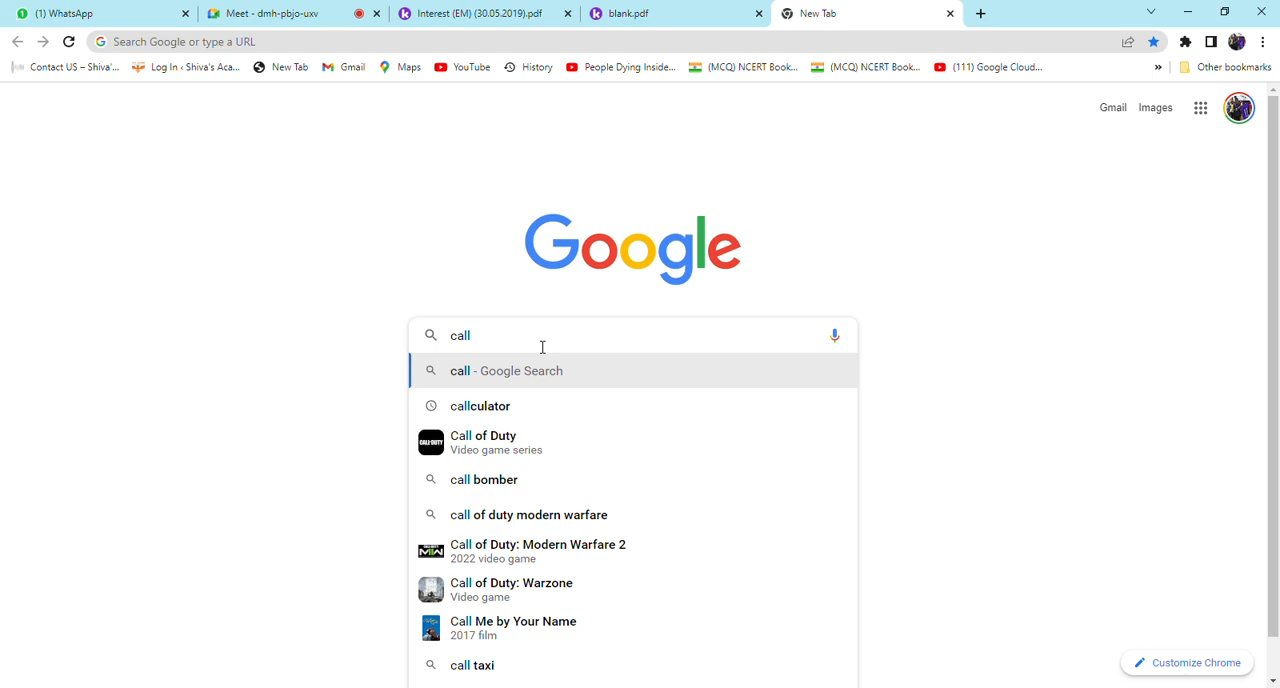 (1) WhatsApp
Meet - dmh-pbjo-uxv
Interest (EM) (30.05.2019).pdf
blank.pdf
New Tab
Search Google or type a URL
Contact US – Shiva'...
Log In ‹ Shiva's Aca...
New Tab
Gmail
Maps
YouTube
History
People Dying Inside...
(MCQ) NCERT Book...
(MCQ) NCERT Book...
(111) Google Cloud...
»
Other bookmarks
Gmail
Images
Google
call
call - Google Search
callculator
CALL DUTY
Call of Duty
Video game series
call bomber
call of duty modern warfare
Call of Duty: Modern Warfare 2
2022 video game
Call of Duty: Warzone
Video game
Call Me by Your Name
2017 film
call taxi
Customize Chrome